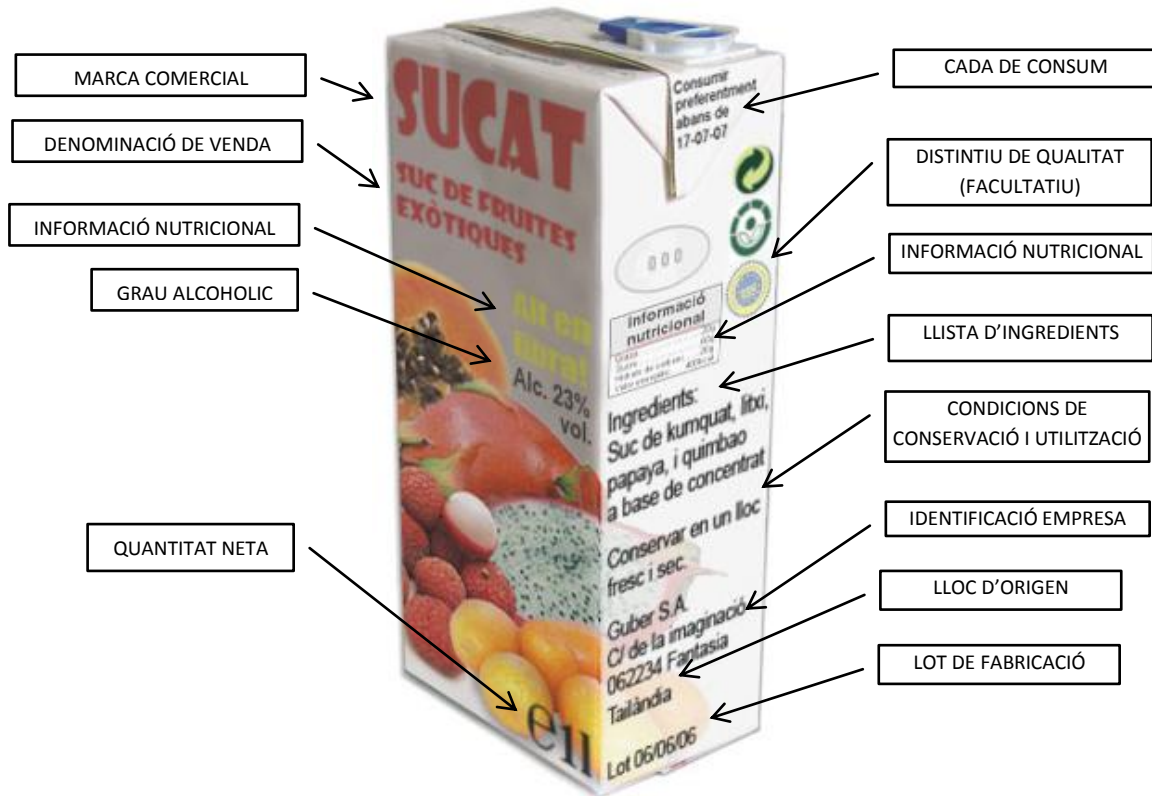 MARCA COMERCIAL
DENOMINACIÓ DE VENDA
INFORMACIÓ NUTRICIONAL
GRAU ALCOHOLIC
QUANTITAT NETA
SUCAT
SUC DE FRUITES
EXÒTIQUES
Alt en
Alc. 23%
vol.
e1l
Consumir
preferentment
abans de
17-07-07
000
Informació
nutricional
Ingredients:
Suc de kumquat, litxi,
papaya, i quimbao
a base de concentrat
Conservar en un lloc
fresc i sec.
Guber S.A.
C/ de la imaginació
062234 Fantasia
Tailàndia
Lot 06/06/06
CADA DE CONSUM
DISTINTIU DE QUALITAT
(FACULTATIU)
INFORMACIÓ NUTRICIONAL
LLISTA D'INGREDIENTS
CONDICIONS DE
CONSERVACIÓ I UTILITZACIÓ
IDENTIFICACIÓ EMPRESA
LLOC D'ORIGEN
LOT DE FABRICACIÓ